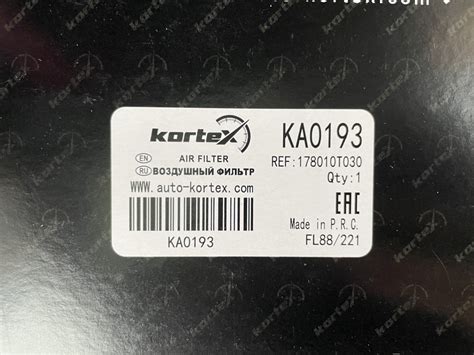 kortex
KA0193
AIR FILTER
REF:178010T030
EN
RU
ВОЗДУШНЫЙ ФИЛЬТР
Qty:1
www.auto-kortex.com
EAC
Made in P.R.C.
KA0193
FL88/221